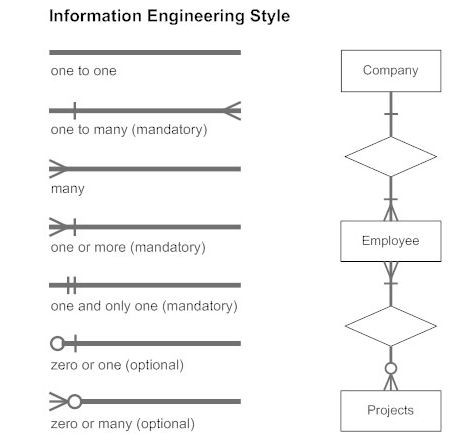 Information Engineering Style
one to one
one to many (mandatory)
many
one or more (mandatory)
one and only one (mandatory)
zero or one (optional)
zero or many (optional)
Company
Employee
Projects